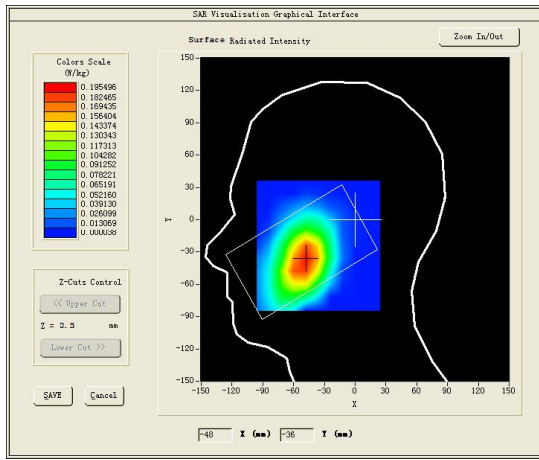 SAR Visualisation Graphical Interface
Surface Radiated Intensity
Zoom In/Out
Colors Scale
(W/kg)
0.195496
0.182465
0.169435
0.156404
0.143374
0.130343
0.117313
0.104282
0.091252
0.078221
0.065191
0.052160
0.039130
0.026099
0.013069
0.000038
Z-Cuts Control
<< Upper Cut
Z = 0.5 mm
Lower Cut >>
SAVE Cancel
150
120
90
60
30
0
-30
-60
-90
-120
-150
Y
-150 -120 -90 -60 -30 0 30 60 90 120 150
X
-48 X (mm) -36 Y (mm)